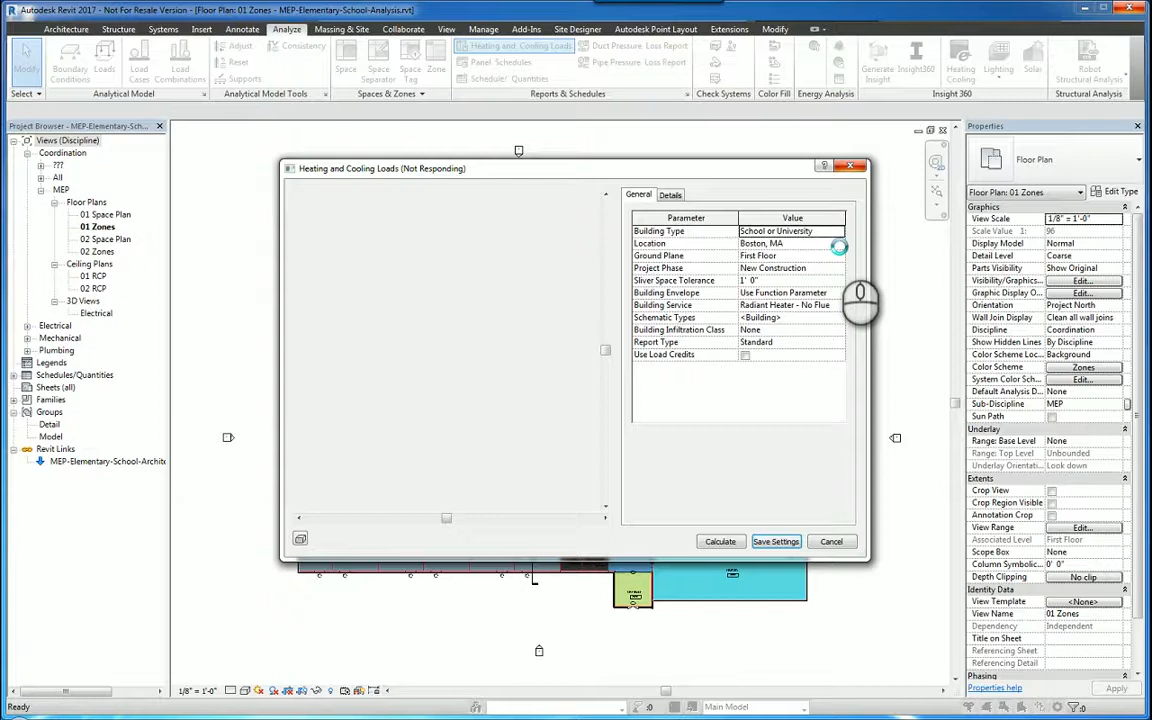 Autodesk Revit 2017 - Not For Resale Version - [Floor Plan: 01 Zones - MEP-Elementary-School-Analysis.rvt]
Architecture Structure Systems Insert Annotate Analyze Massing & Site Collaborate View Manage Add-Ins Site Designer Autodesk Point Layout Extensions Modify
Modify
Boundary Conditions
Loads
Load Cases
Load Combinations
Adjust
Reset
Supports
Consistency
Space
Space Separator
Space Tag
Zone
Heating and Cooling Loads
Panel Schedules
Schedule/ Quantities
Duct Pressure Loss Report
Pipe Pressure Loss Report
Generate Insight
Insight360
Heating Cooling
Lighting
Solar
Robot Structural Analysis
Select
Analytical Model
Analytical Model Tools
Spaces & Zones
Reports & Schedules
Check Systems
Color Fill
Energy Analysis
Insight 360
Structural Analysis
Project Browser - MEP-Elementary-Sch...
Views (Discipline)
Coordination
???
All
MEP
Floor Plans
01 Space Plan
01 Zones
02 Space Plan
02 Zones
Ceiling Plans
01 RCP
02 RCP
3D Views
Electrical
Electrical
Mechanical
Plumbing
Legends
Schedules/Quantities
Sheets (all)
Families
Groups
Detail
Model
Revit Links
MEP-Elementary-School-Archite
Heating and Cooling Loads (Not Responding)
General Details
Parameter Value
Building Type School or University
Location Boston, MA
Ground Plane First Floor
Project Phase New Construction
Sliver Space Tolerance 1' 0"
Building Envelope Use Function Parameter
Building Service Radiant Heater - No Flue
Schematic Types <Building>
Building Infiltration Class None
Report Type Standard
Use Load Credits
Calculate Save Settings Cancel
Properties
Floor Plan
Floor Plan: 01 Zones Edit Type
Graphics
View Scale 1/8" = 1'-0"
Scale Value 1: 96
Display Model Normal
Detail Level Coarse
Parts Visibility Show Original
Visibility/Graphics... Edit...
Graphic Display O... Edit...
Orientation Project North
Wall Join Display Clean all wall joins
Discipline Coordination
Show Hidden Lines By Discipline
Color Scheme Loc... Background
Color Scheme Zones
System Color Sch... Edit...
Default Analysis D... None
Sub-Discipline MEP
Sun Path
Underlay
Range: Base Level None
Range: Top Level Unbounded
Underlay Orientati... Look down
Extents
Crop View
Crop Region Visible
Annotation Crop
View Range Edit...
Associated Level First Floor
Scope Box None
Column Symbolic... 0' 0"
Depth Clipping No clip
Identity Data
View Template <None>
View Name 01 Zones
Dependency Independent
Title on Sheet
Referencing Sheet
Referencing Detail
Phasing
Properties help Apply
1/8" = 1'-0"
Ready
:0
Main Model
:0